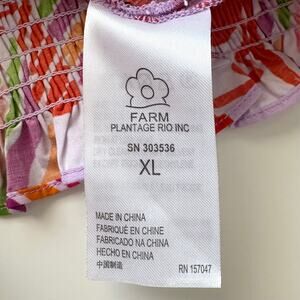 FARM
PLANTAGE RIO INC
SN 303536
XL
MADE IN CHINA
FABRIQUÉ EN CHINE
FABRICADO NA CHINA
HECHO EN CHINA
中国制造
RN 157047